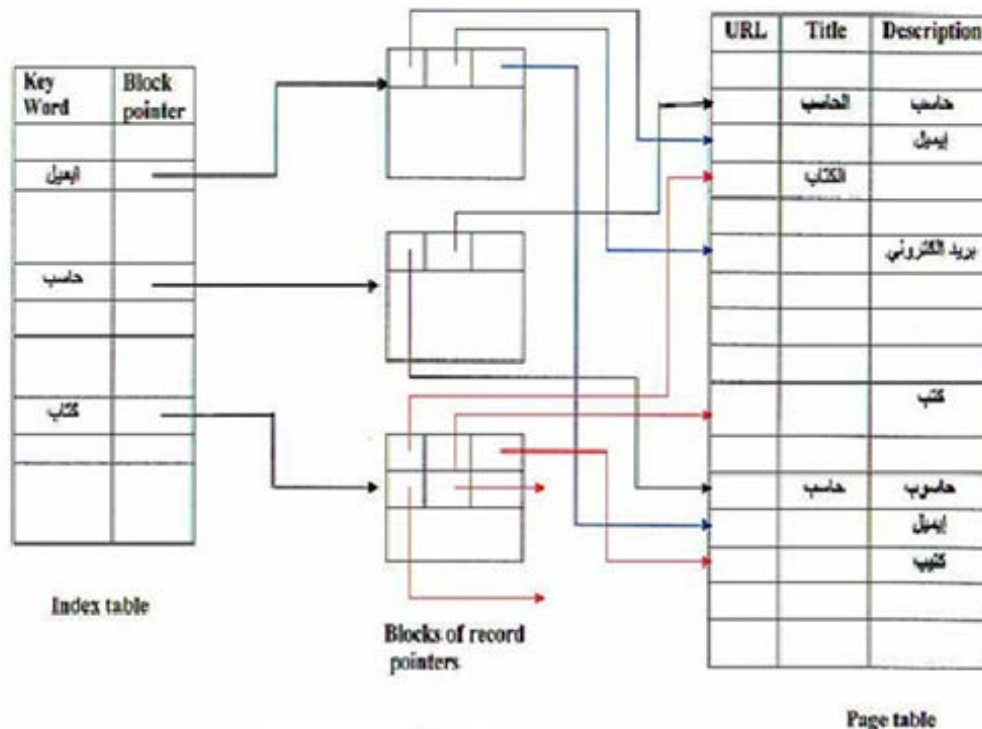 Key Word
Block pointer
ايميل
حاسب
كتاب
Index table
Blocks of record pointers
URL
Title
Description
الحاسب
حاسب
إيميل
الكتاب
بريد الكتروني
كتب
حاسب
حاسوب
إيميل
كتيب
Page table